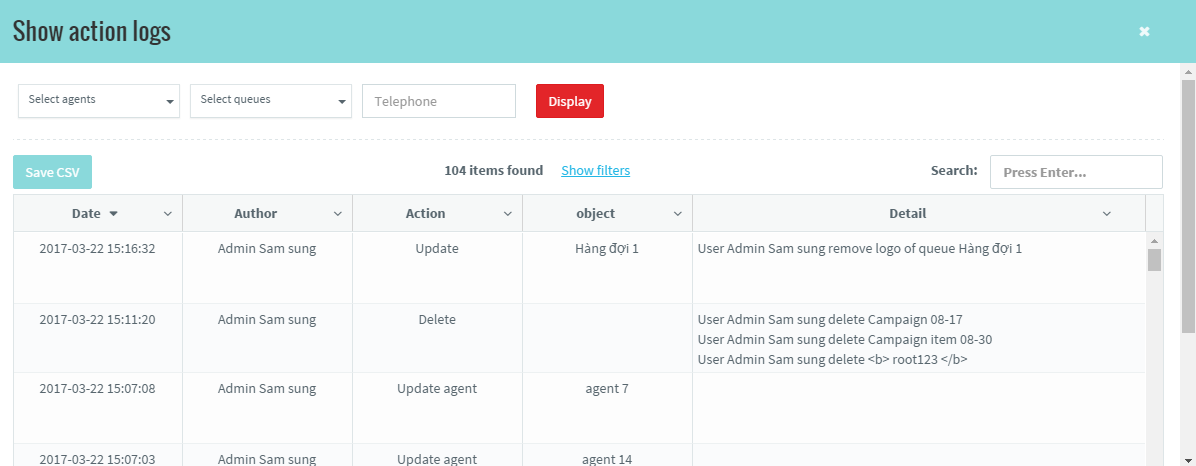 Show action logs
Select agents Select queues Telephone Display
Save CSV 104 items found Show filters Search: Press Enter...
Date Author Action object Detail
2017-03-22 15:16:32 Admin Sam sung Update Hàng đợi 1 User Admin Sam sung remove logo of queue Hàng đợi 1
2017-03-22 15:11:20 Admin Sam sung Delete User Admin Sam sung delete Campaign 08-17
User Admin Sam sung delete Campaign item 08-30
User Admin Sam sung delete <b> root123 </b>
2017-03-22 15:07:08 Admin Sam sung Update agent agent 7
2017-03-22 15:07:03 Admin Sam sung Update agent agent 14